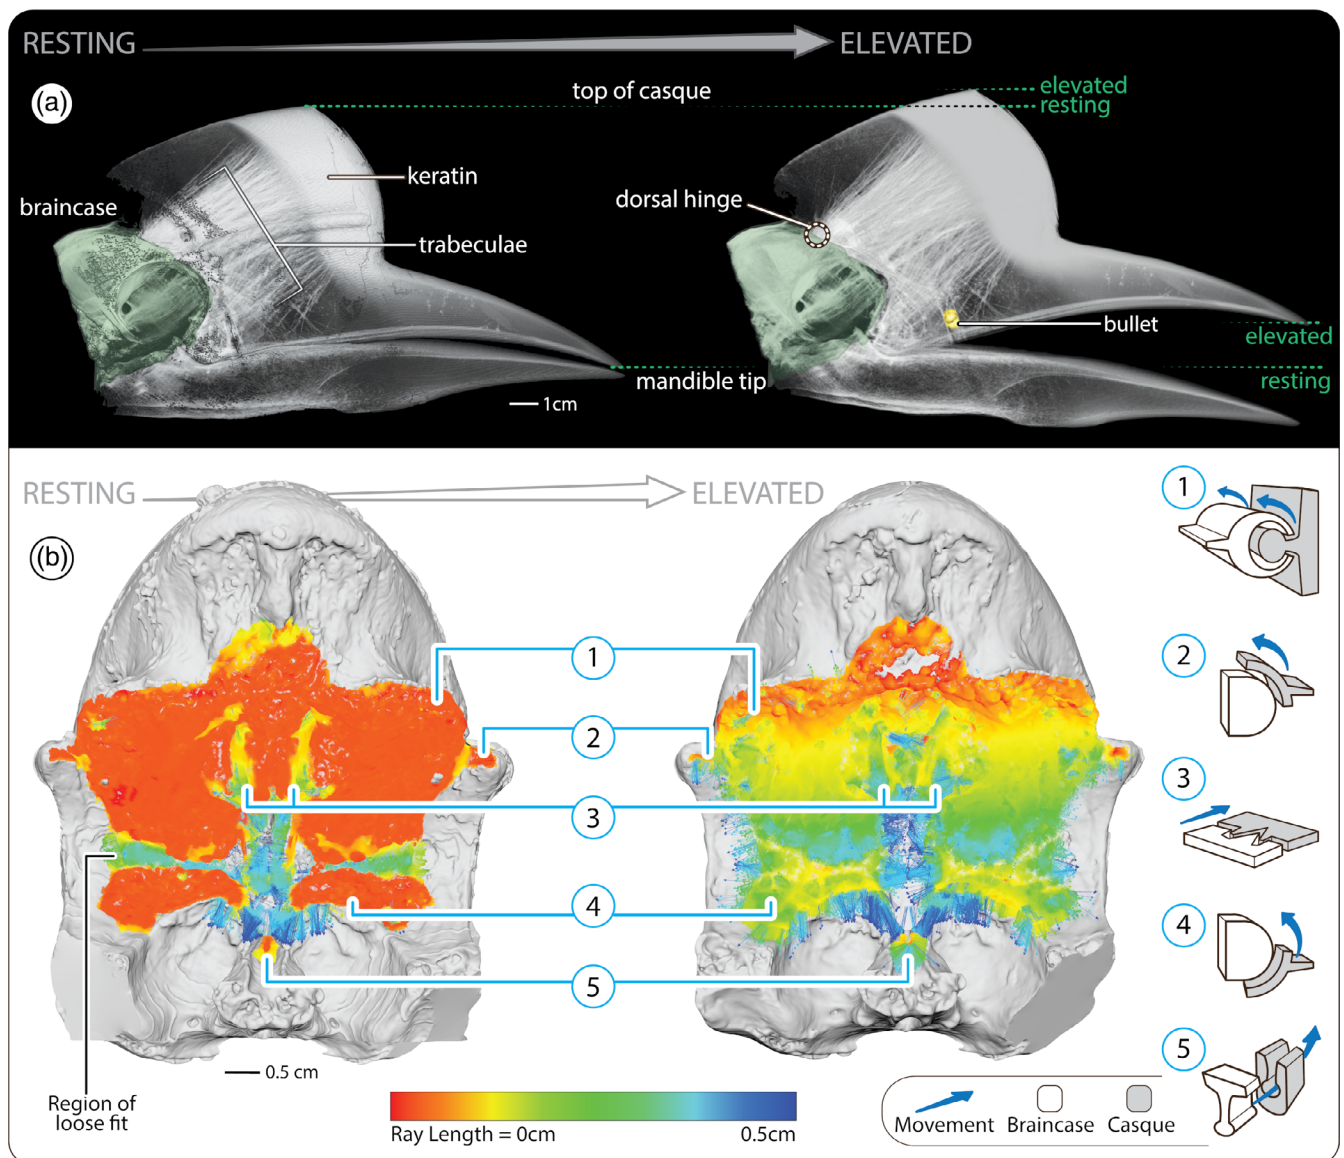 RESTING
ELEVATED
(a)
top of casque
elevated
resting
keratin
braincase
trabeculae
dorsal hinge
bullet
elevated
mandible tip
resting
1cm
RESTING
ELEVATED
(b)
1
2
3
4
5
1
2
3
4
5
Region of
loose fit
0.5 cm
Ray Length = 0cm
0.5cm
Movement
Braincase
Casque